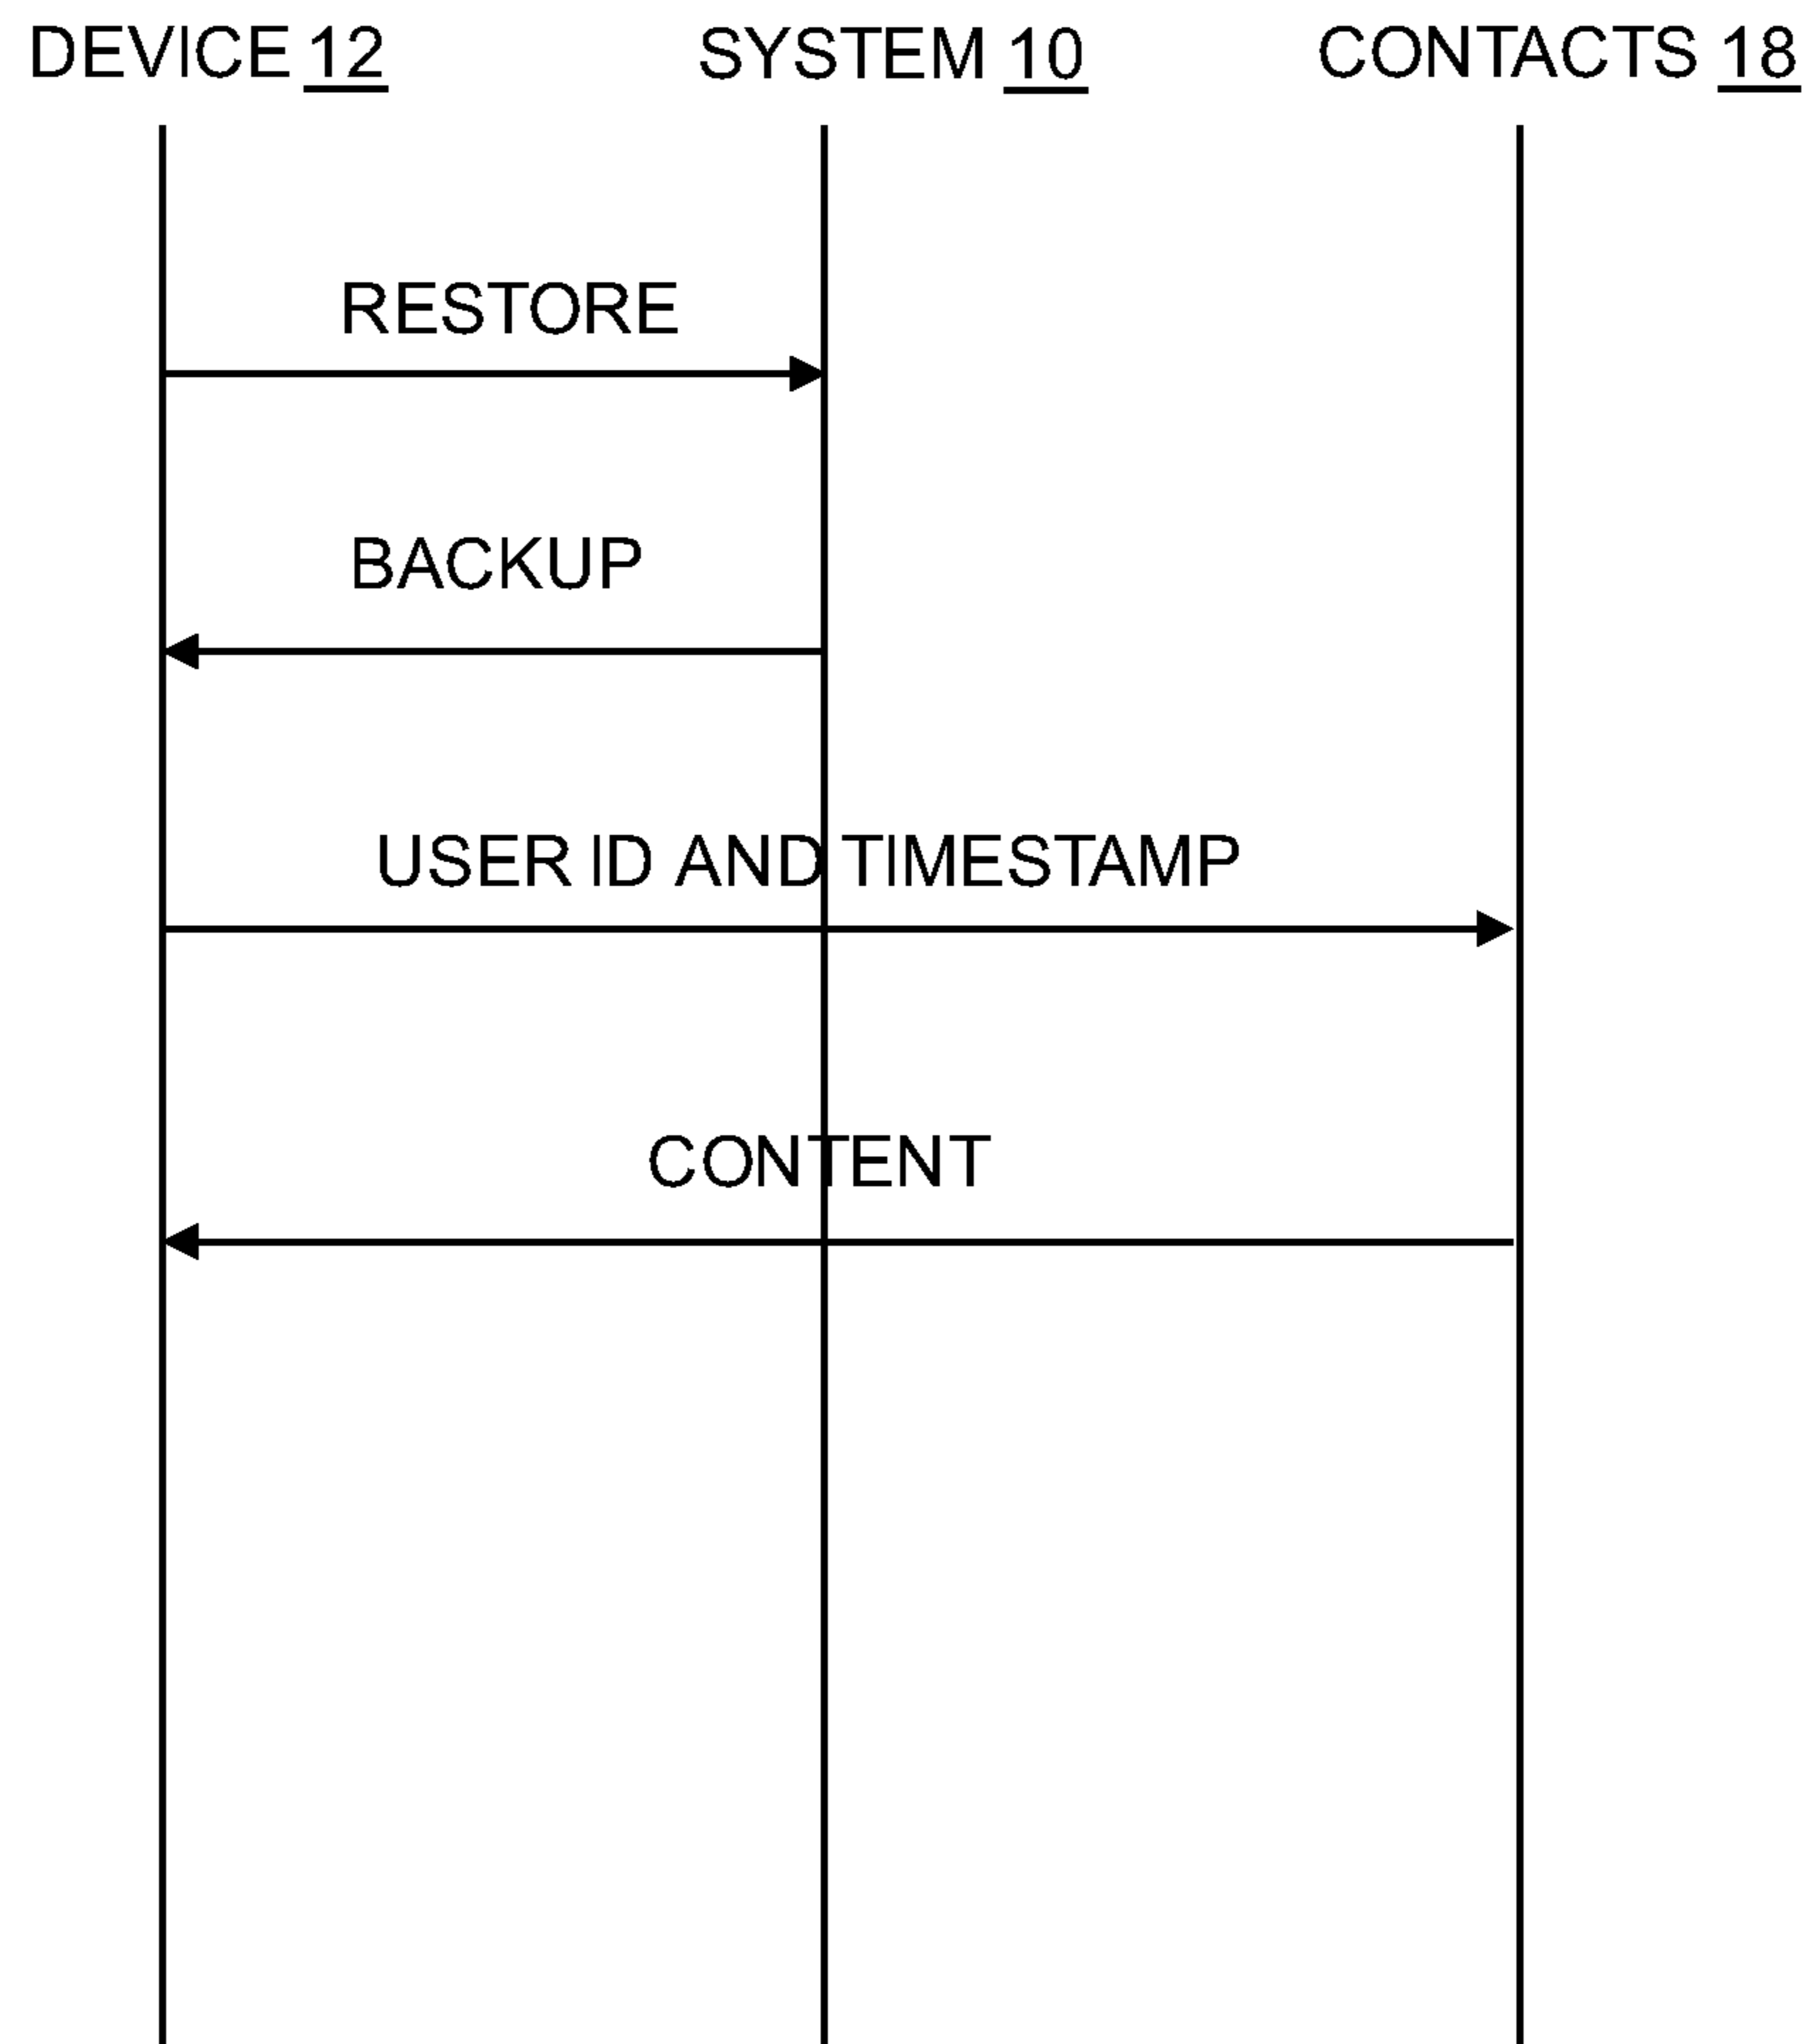 DEVICE 12 SYSTEM 10 CONTACTS 18
RESTORE
BACKUP
USER ID AND TIMESTAMP
CONTENT